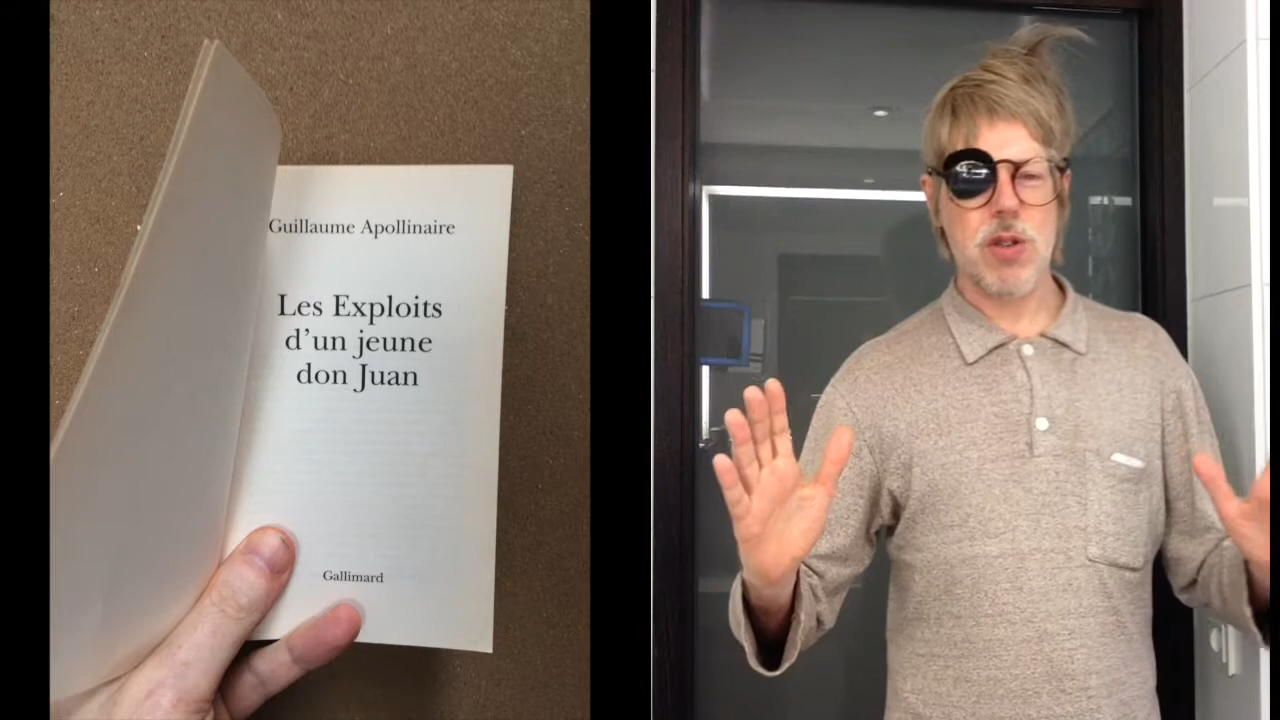 Guillaume Apollinaire
Les Exploits
d'un jeune
don Juan
Gallimard